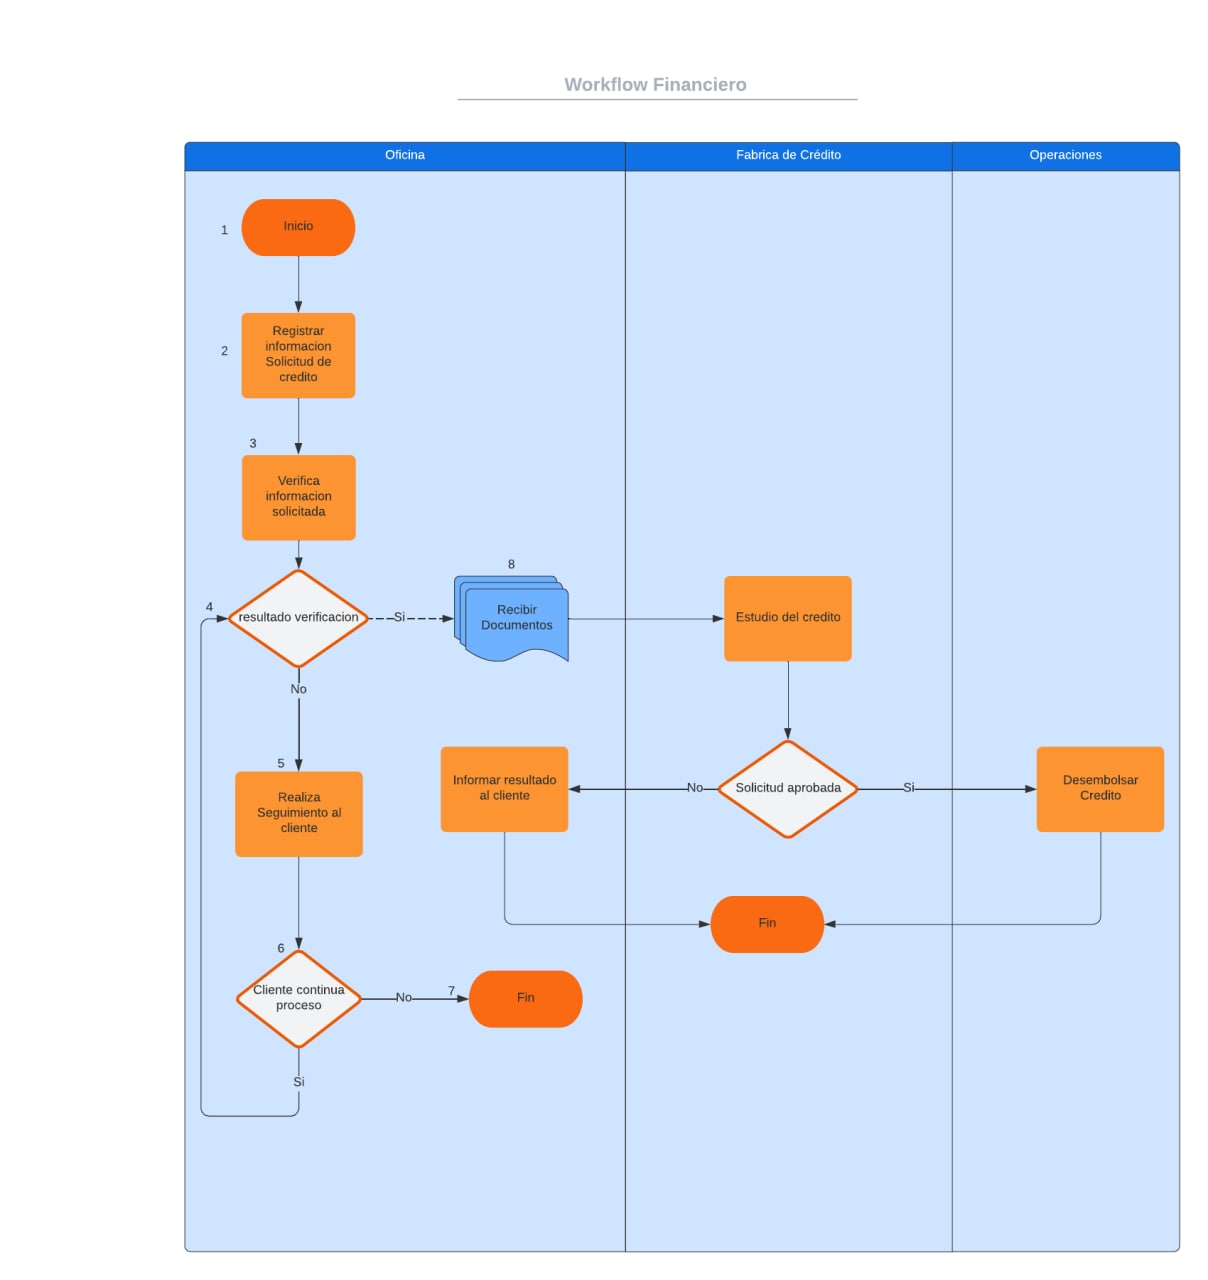 Workflow Financiero
Oficina
Fabrica de Crédito
Operaciones
1
Inicio
2
Registrar
informacion
Solicitud de
credito
3
Verifica
informacion
solicitada
4
resultado verificacion
Si
8
Recibir
Documentos
Estudio del credito
No
5
Realiza
Seguimiento al
cliente
Informar resultado
al cliente
No
Solicitud aprobada
Si
Desembolsar
Credito
Fin
6
Cliente continua
proceso
No
7
Fin
Si